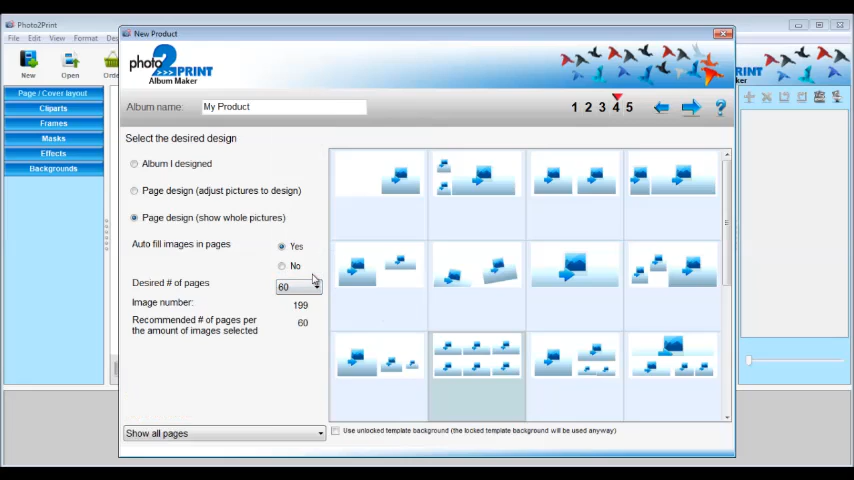 Photo2Print
New Product
File Edit View Format
New Open
photo 2 PRINT
Album Maker
Page / Cover layout
Cliparts
Frames
Masks
Effects
Backgrounds
Album name: My Product
1 2 3 4 5
Select the desired design
Album I designed
Page design (adjust pictures to design)
Page design (show whole pictures)
Auto fill images in pages
Yes
No
Desired # of pages
60
Image number:
199
Recommended # of pages per
the amount of images selected
60
Show all pages
Use unlocked template background (the locked template background will be used anyway)